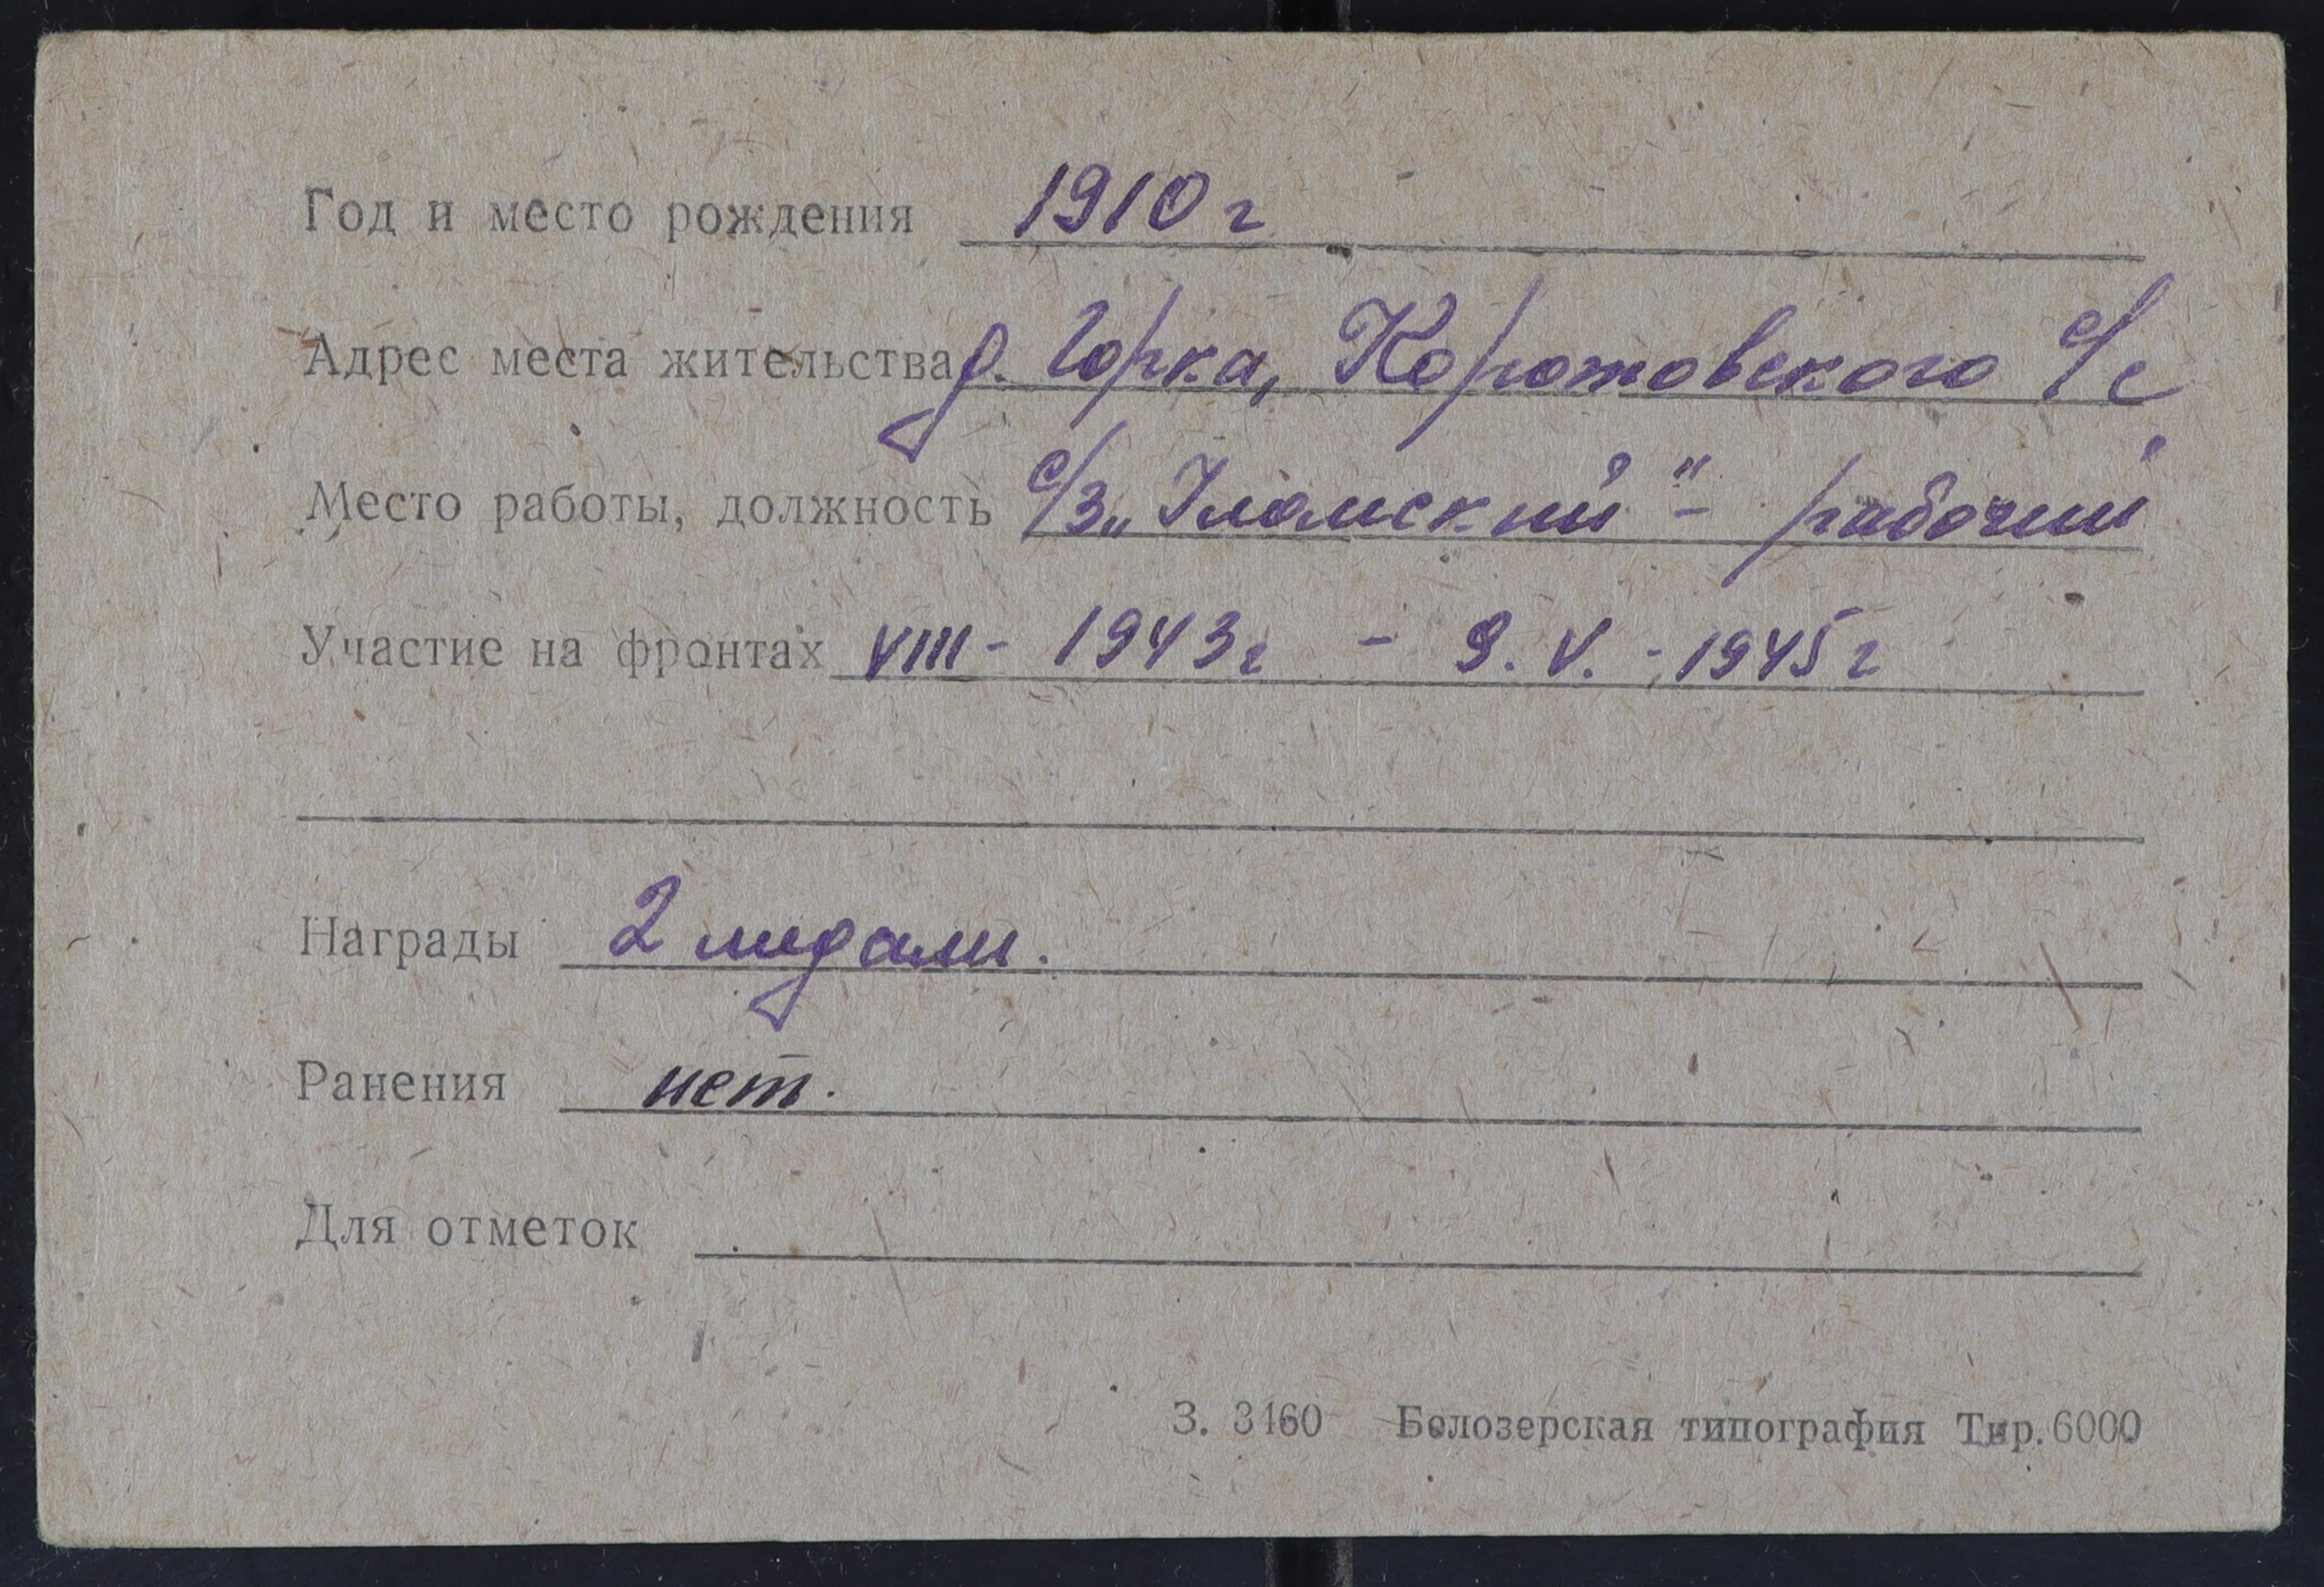 Год и место рождения 1910 г
Адрес места жительства д. Горка, Коротовского с/с
Место работы, должность с/з „Уломский" - рабочий
Участие на фронтах VIII - 1943 г - 9. V. - 1945 г
Награды 2 медали.
Ранения нет.
Для отметок
З. 3160 Белозерская типография Тир. 6000